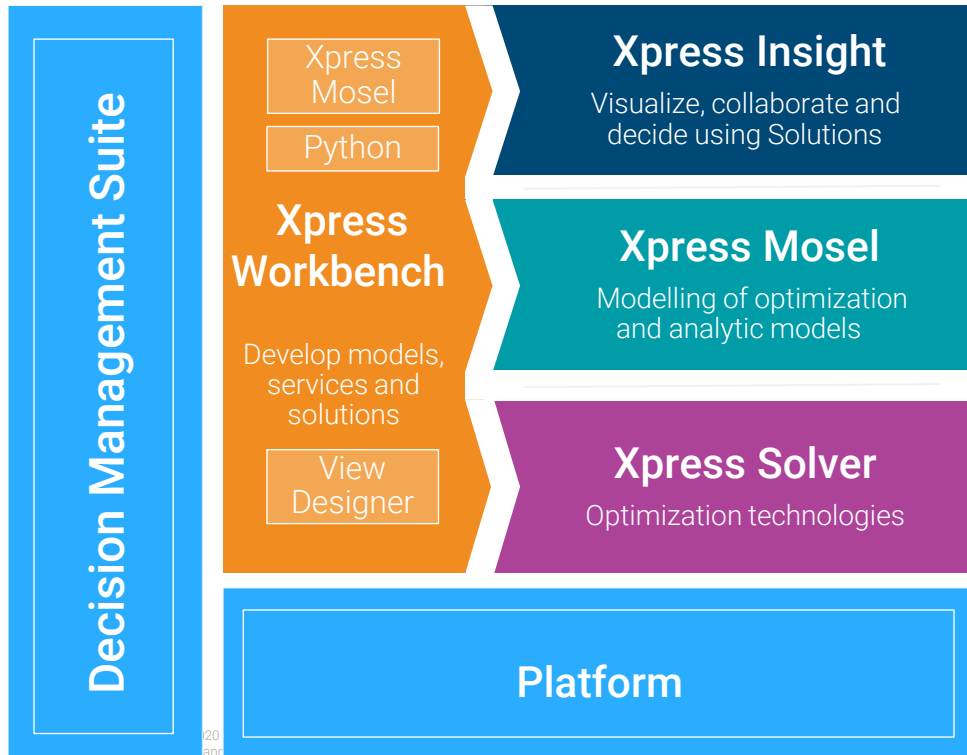 Decision Management Suite
Xpress
Mosel
Python
Xpress
Workbench
Develop models,
services and
solutions
View
Designer
Xpress Insight
Visualize, collaborate and
decide using Solutions
Xpress Mosel
Modelling of optimization
and analytic models
Xpress Solver
Optimization technologies
Platform